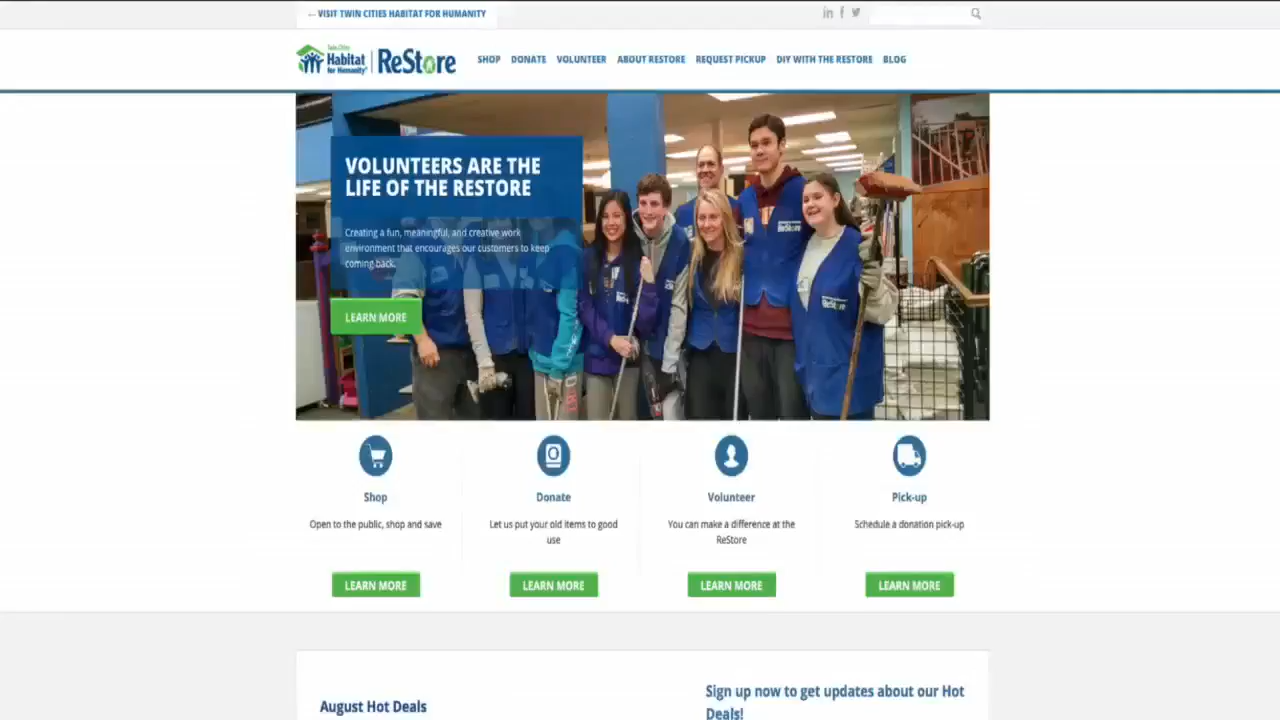 ←VISIT TWIN CITIES HABITAT FOR HUMANITY
Twin Cities
Habitat
for Humanity®
ReStore
SHOP DONATE VOLUNTEER ABOUT RESTORE REQUEST PICKUP DIY WITH THE RESTORE BLOG
VOLUNTEERS ARE THE
LIFE OF THE RESTORE
Creating a fun, meaningful, and creative work
environment that encourages our customers to keep
coming back.
LEARN MORE
ReStore
ReStore
ReStore
Shop
Open to the public, shop and save
LEARN MORE
Donate
Let us put your old items to good
use
LEARN MORE
Volunteer
You can make a difference at the
ReStore
LEARN MORE
Pick-up
Schedule a donation pick-up
LEARN MORE
August Hot Deals
Sign up now to get updates about our Hot
Deals!